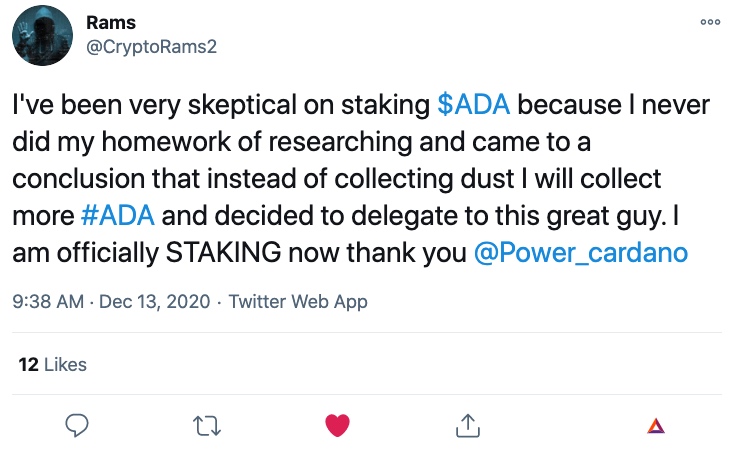 Rams
@CryptoRams2
I've been very skeptical on staking $ADA because I never
did my homework of researching and came to a
conclusion that instead of collecting dust I will collect
more #ADA and decided to delegate to this great guy. I
am officially STAKING now thank you @Power_cardano
9:38 AM · Dec 13, 2020 · Twitter Web App
12 Likes